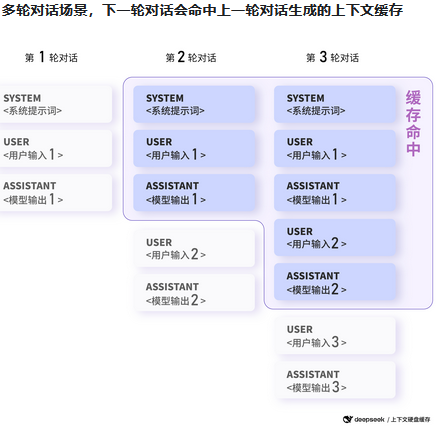 多轮对话场景，下一轮对话会命中上一轮对话生成的上下文缓存
第 1 轮对话
第 2 轮对话
第 3 轮对话
SYSTEM
<系统提示词>
USER
<用户输入1>
ASSISTANT
<模型输出1>
SYSTEM
<系统提示词>
USER
<用户输入1>
ASSISTANT
<模型输出1>
USER
<用户输入2>
ASSISTANT
<模型输出2>
SYSTEM
<系统提示词>
USER
<用户输入1>
ASSISTANT
<模型输出1>
USER
<用户输入2>
ASSISTANT
<模型输出2>
USER
<用户输入3>
ASSISTANT
<模型输出3>
缓存命中
deepseek / 上下文硬盘缓存